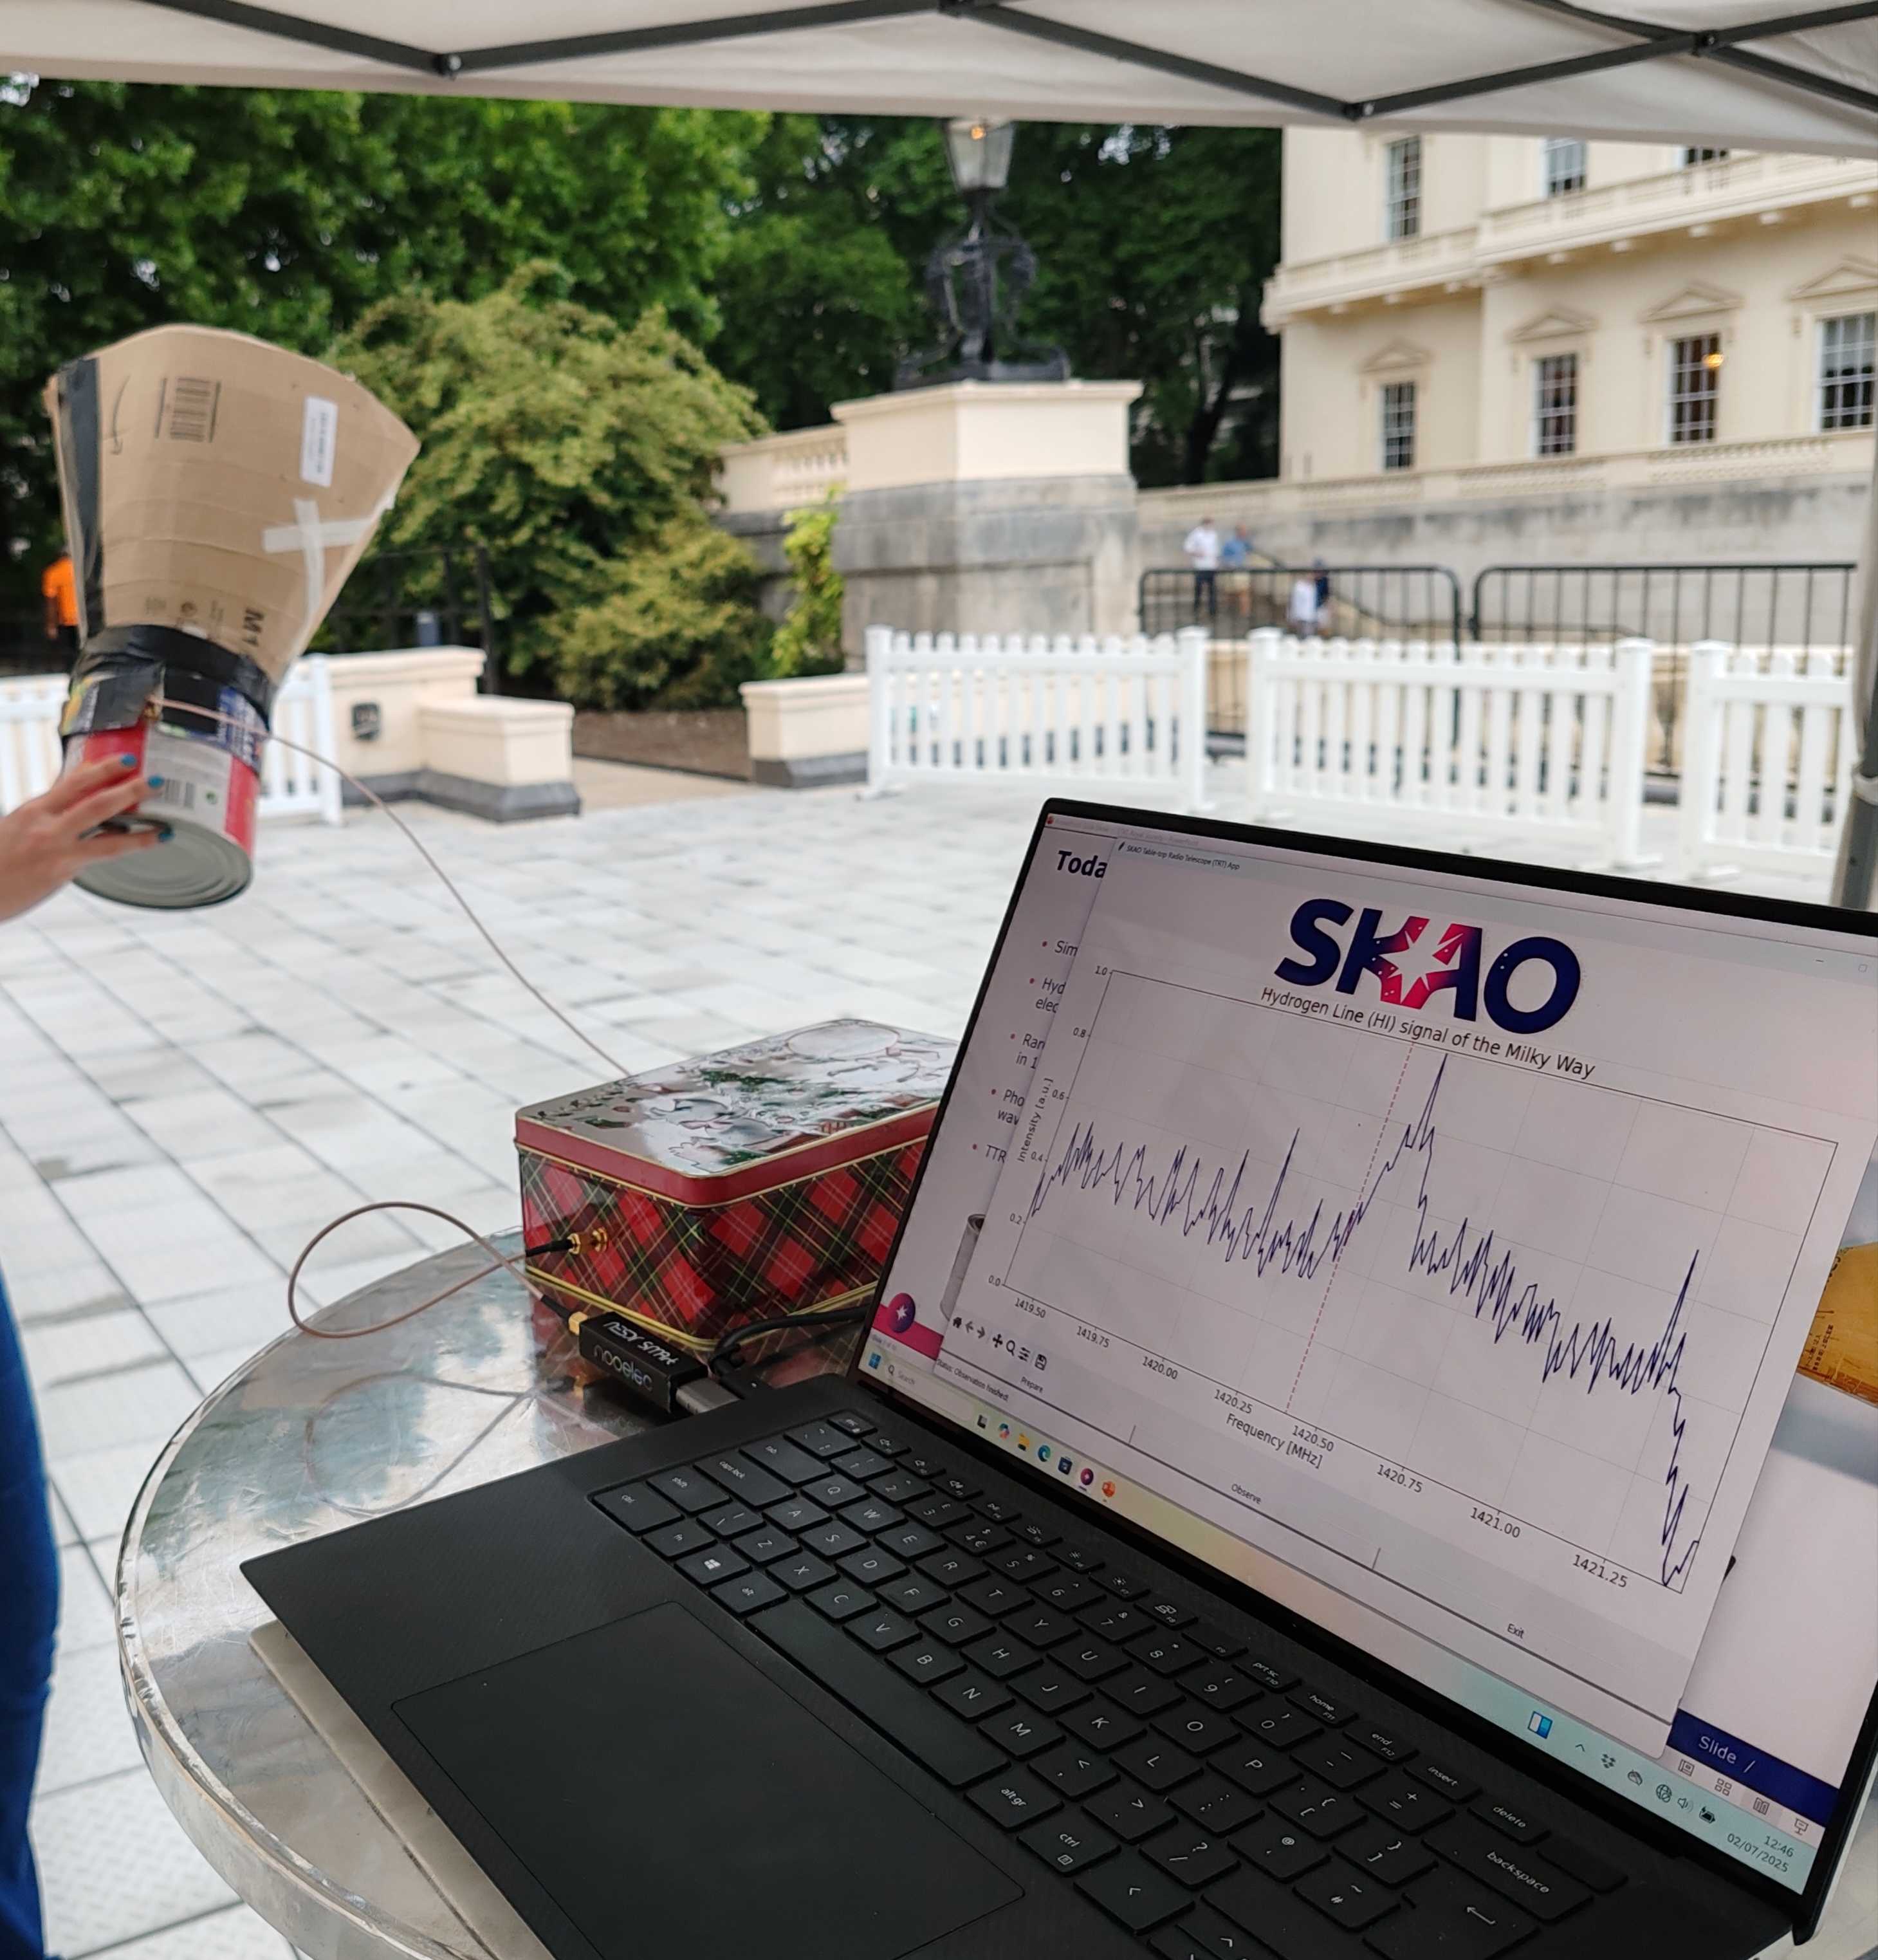 M1
Toda
SKAO Table-top Radio Telescope (TRT) App
SKAO
Hydrogen Line (HI) signal of the Milky Way
Sim
Hyd
elec
Ran
in 1
Pho
wav
TTR
Intensity [a.u.]
1.0
0.8
0.6
0.4
0.2
0.0
1419.50
1419.75
1420.00
1420.25
1420.50
1420.75
1421.00
1421.25
Frequency [MHz]
Prepare
Observe
Exit
Status: Observation finished!
Search
Slide /
12:46
02/07/2025
nooelec
esc
tab
caps lock
shift
ctrl
fn
alt
Q
W
E
R
T
Y
U
I
O
P
A
S
D
F
G
H
J
K
L
Z
X
C
V
B
N
M
alt gr
ctrl
prt sc
home
end
insert
delete
backspace